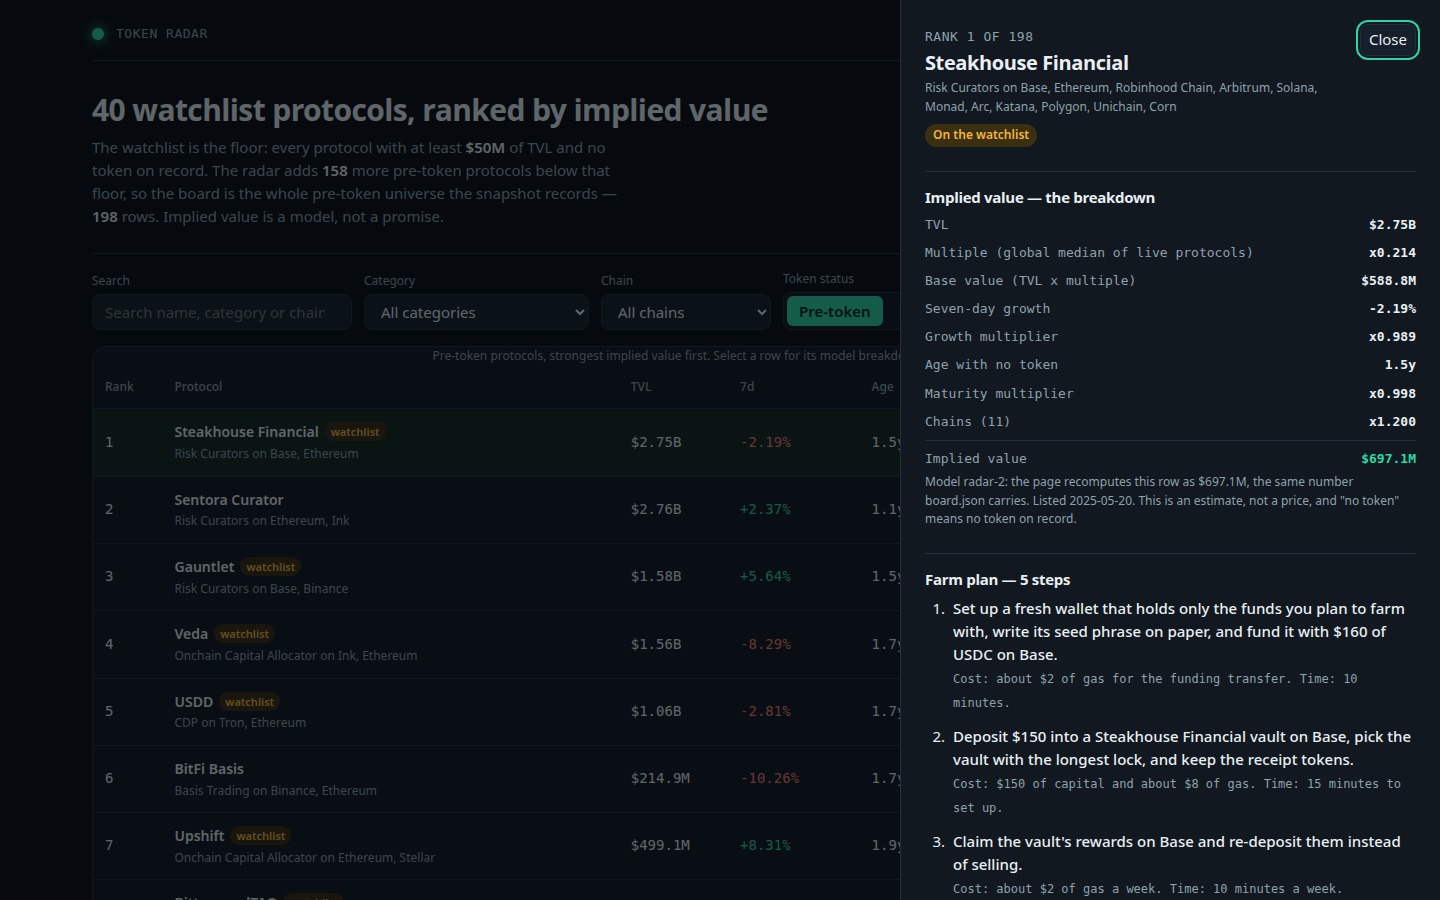 TOKEN RADAR
40 watchlist protocols, ranked by implied value
The watchlist is the floor: every protocol with at least $50M of TVL and no
token on record. The radar adds 158 more pre-token protocols below that
floor, so the board is the whole pre-token universe the snapshot records —
198 rows. Implied value is a model, not a promise.
Search
Category
Chain
Token status
Search name, category or chain
All categories
All chains
Pre-token
Pre-token protocols, strongest implied value first. Select a row for its model
Rank Protocol TVL 7d Age
1 Steakhouse Financial watchlist $2.75B -2.19% 1.5y
Risk Curators on Base, Ethereum
2 Sentora Curator $2.76B +2.37% 1.1y
Risk Curators on Ethereum, Ink
3 Gauntlet watchlist $1.58B +5.64% 1.5y
Risk Curators on Base, Binance
4 Veda watchlist $1.56B -8.29% 1.7y
Onchain Capital Allocator on Ink, Ethereum
5 USDD watchlist $1.06B -2.81% 1.7y
CDP on Tron, Ethereum
6 BitFi Basis $214.9M -10.26% 1.7y
Basis Trading on Binance, Ethereum
7 Upshift watchlist $499.1M +8.31% 1.9y
Onchain Capital Allocator on Ethereum, Stellar
RANK 1 OF 198
Close
Steakhouse Financial
Risk Curators on Base, Ethereum, Robinhood Chain, Arbitrum, Solana,
Monad, Arc, Katana, Polygon, Unichain, Corn
On the watchlist
Implied value — the breakdown
TVL $2.75B
Multiple (global median of live protocols) x0.214
Base value (TVL x multiple) $588.8M
Seven-day growth -2.19%
Growth multiplier x0.989
Age with no token 1.5y
Maturity multiplier x0.998
Chains (11) x1.200
Implied value $697.1M
Model radar-2: the page recomputes this row as $697.1M, the same number
board.json carries. Listed 2025-05-20. This is an estimate, not a price, and "no token"
means no token on record.
Farm plan — 5 steps
1. Set up a fresh wallet that holds only the funds you plan to farm
with, write its seed phrase on paper, and fund it with $160 of
USDC on Base.
Cost: about $2 of gas for the funding transfer. Time: 10
minutes.
2. Deposit $150 into a Steakhouse Financial vault on Base, pick the
vault with the longest lock, and keep the receipt tokens.
Cost: $150 of capital and about $8 of gas. Time: 15 minutes to
set up.
3. Claim the vault's rewards on Base and re-deposit them instead
of selling.
Cost: about $2 of gas a week. Time: 10 minutes a week.